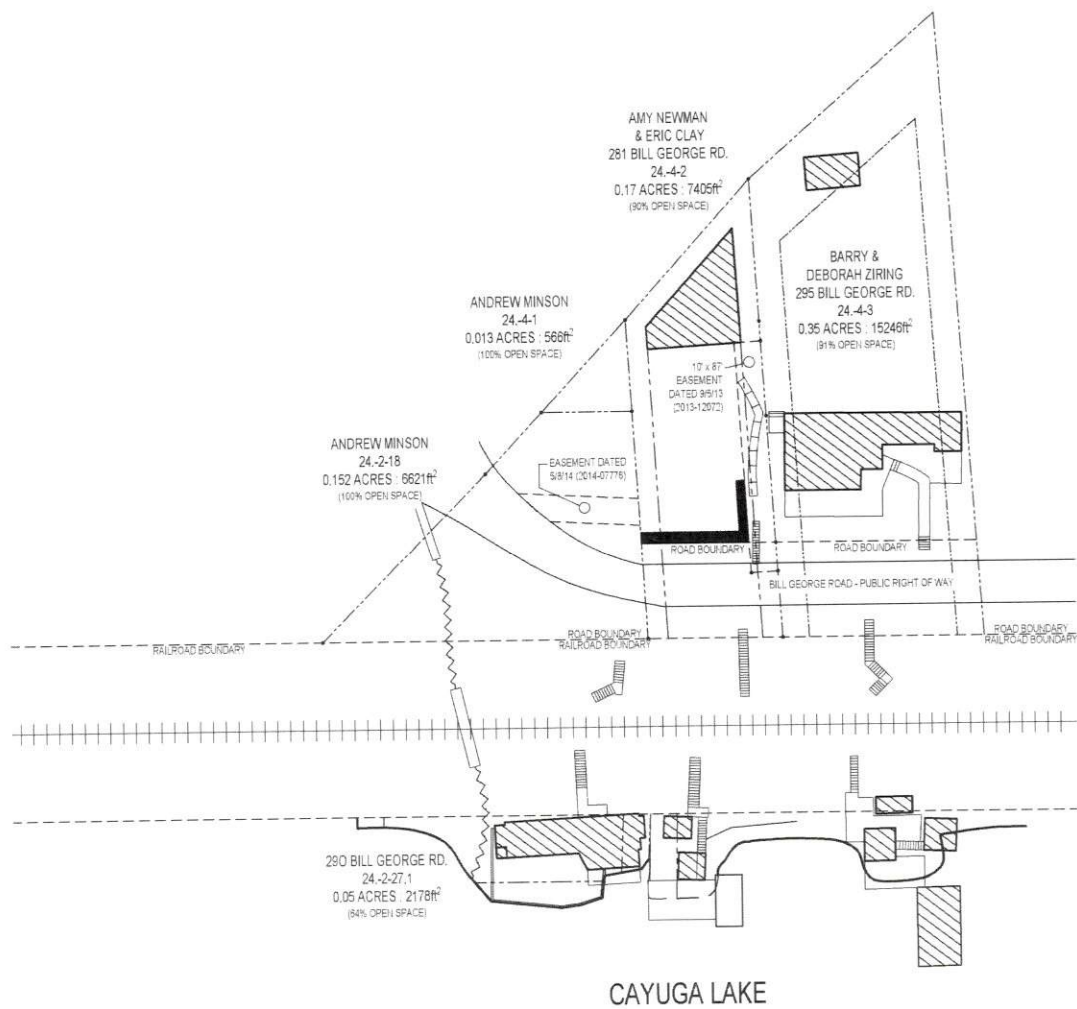 AMY NEWMAN
& ERIC CLAY
281 BILL GEORGE RD.
24.-4-2
0.17 ACRES : 7405ft²
(90% OPEN SPACE)
BARRY &
DEBORAH ZIRING
295 BILL GEORGE RD.
24.-4-3
0.35 ACRES : 15246ft²
(91% OPEN SPACE)
ANDREW MINSON
24.-4-1
0.013 ACRES : 566ft²
(100% OPEN SPACE)
10' x 87'
EASEMENT
DATED 9/5/13
(2013-12072)
ANDREW MINSON
24.-2-18
0.152 ACRES : 6621ft²
(100% OPEN SPACE)
EASEMENT DATED
5/8/14 (2014-07776)
ROAD BOUNDARY
ROAD BOUNDARY
BILL GEORGE ROAD - PUBLIC RIGHT OF WAY
ROAD BOUNDARY
RAILROAD BOUNDARY
ROAD BOUNDARY
RAILROAD BOUNDARY
RAILROAD BOUNDARY
290 BILL GEORGE RD.
24.-2-27.1
0.05 ACRES : 2178ft²
(64% OPEN SPACE)
CAYUGA LAKE